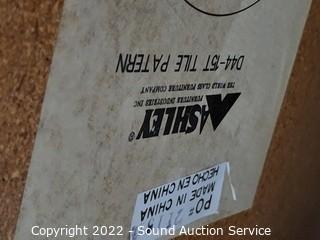 ASHLEY®
FURNITURE INDUSTRIES INC.
THE WORLD CLASS FURNITURE COMPANY
D44-15T TILE PATERN
PO#
MADE IN CHINA
HECHO EN CHINA
Copyright 2022 - Sound Auction Service